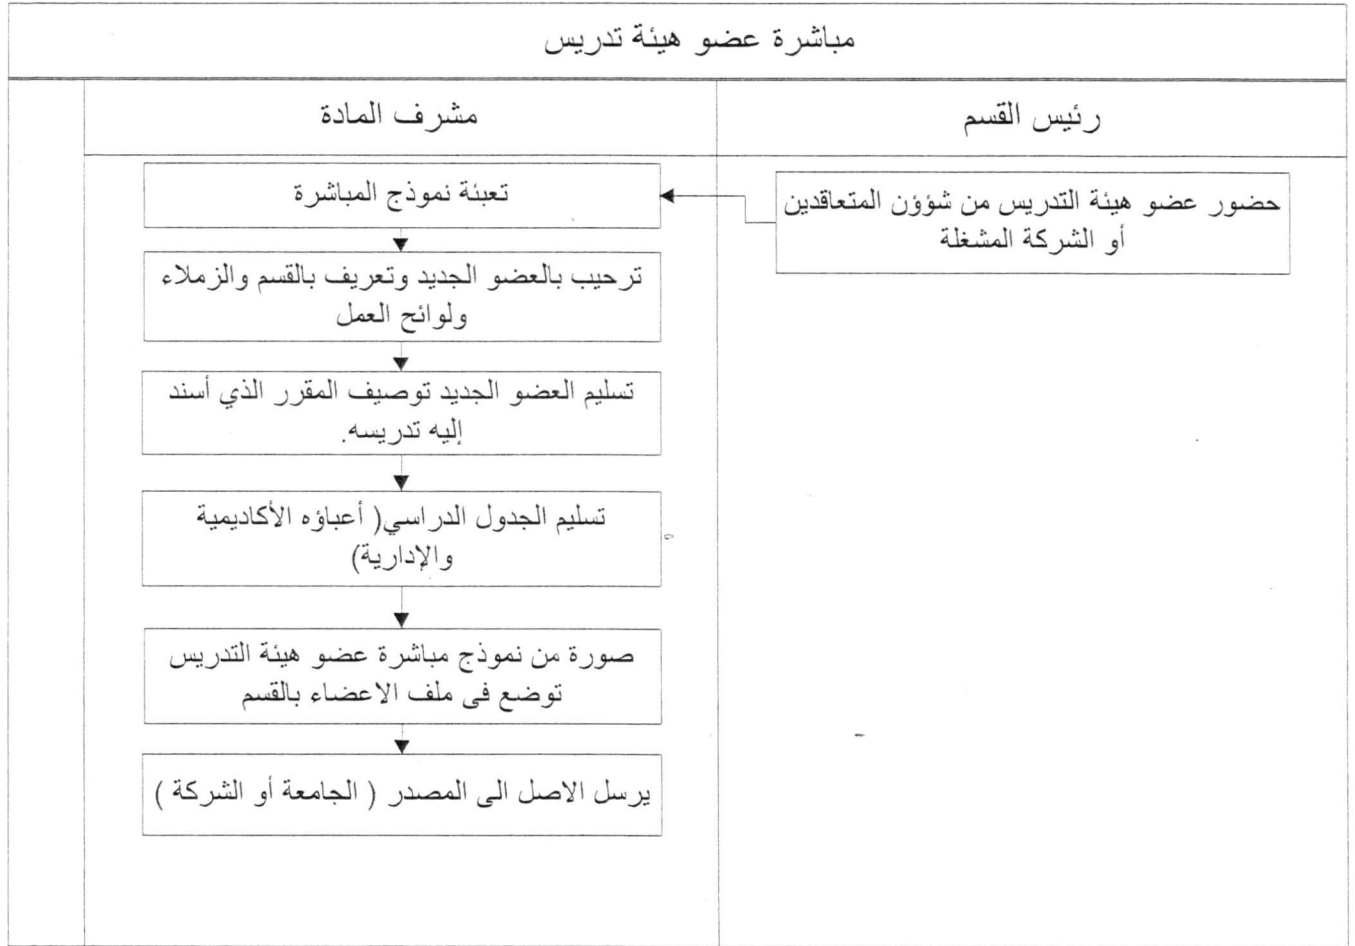 مباشرة عضو هيئة تدريس
رئيس القسم
مشرف المادة
حضور عضو هيئة التدريس من شؤون المتعاقدين
أو الشركة المشغلة
تعبئة نموذج المباشرة
ترحيب بالعضو الجديد وتعريف بالقسم والزملاء
ولوائح العمل
تسليم العضو الجديد توصيف المقرر الذي أسند
إليه تدريسه.
تسليم الجدول الدراسي( أعباؤه الأكاديمية
والإدارية)
صورة من نموذج مباشرة عضو هيئة التدريس
توضع فى ملف الاعضاء بالقسم
يرسل الاصل الى المصدر ( الجامعة أو الشركة )